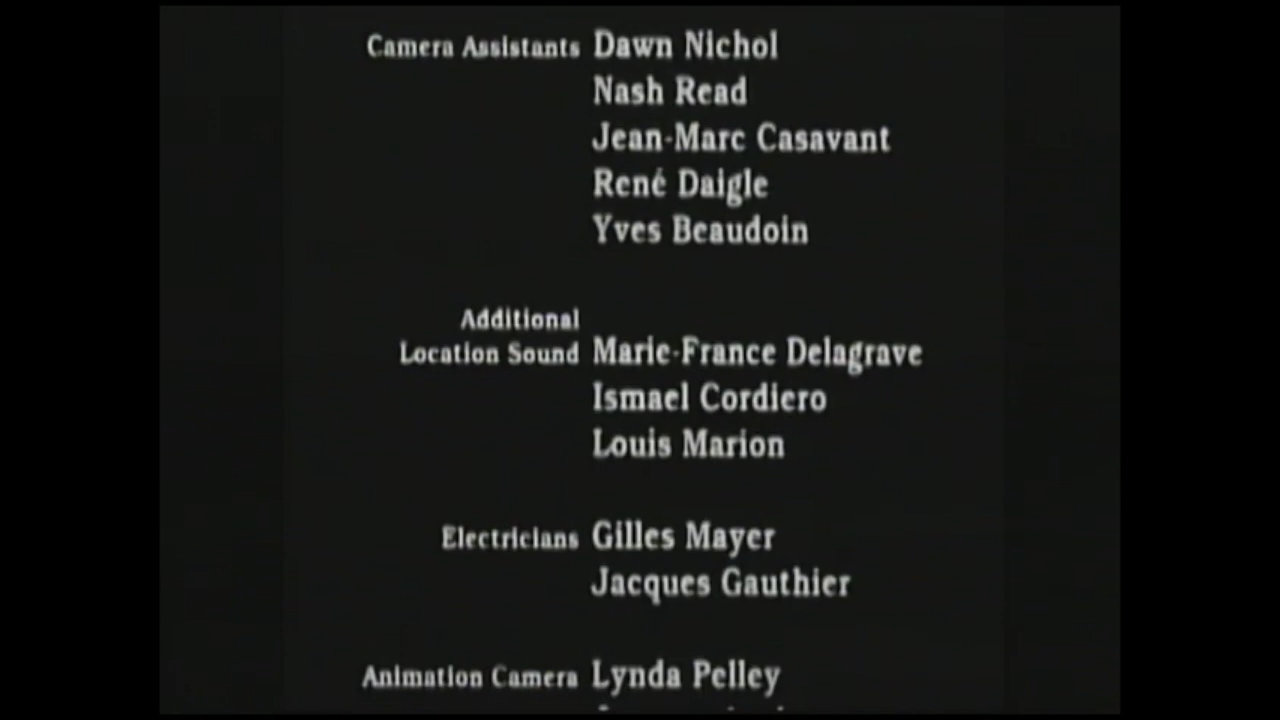 Camera Assistants Dawn Nichol
Nash Read
Jean-Marc Casavant
René Daigle
Yves Beaudoin
Additional
Location Sound Marie-France Delagrave
Ismael Cordiero
Louis Marion
Electricians Gilles Mayer
Jacques Gauthier
Animation Camera Lynda Pelley